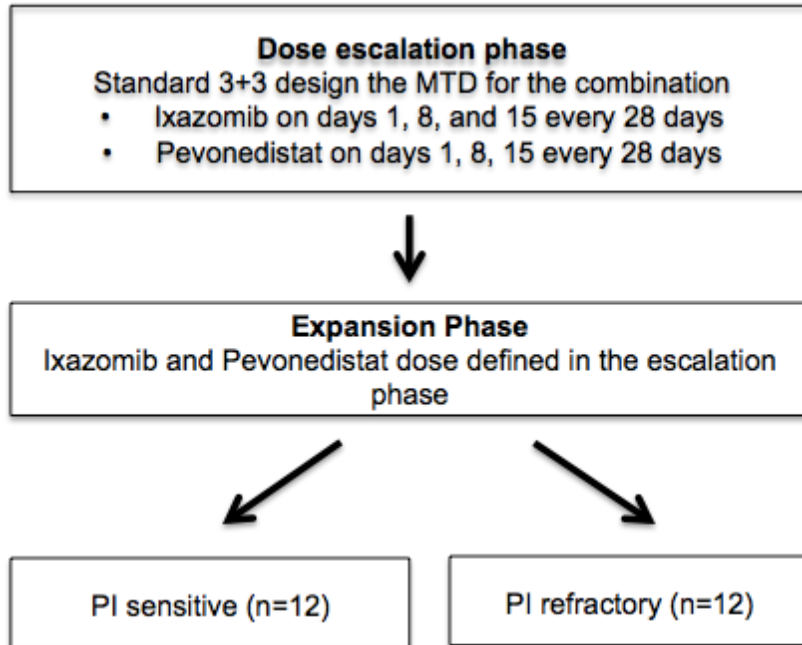 Dose escalation phase
Standard 3+3 design the MTD for the combination
• Ixazomib on days 1, 8, and 15 every 28 days
• Pevonedistat on days 1, 8, 15 every 28 days
Expansion Phase
Ixazomib and Pevonedistat dose defined in the escalation
phase
PI sensitive (n=12)
PI refractory (n=12)